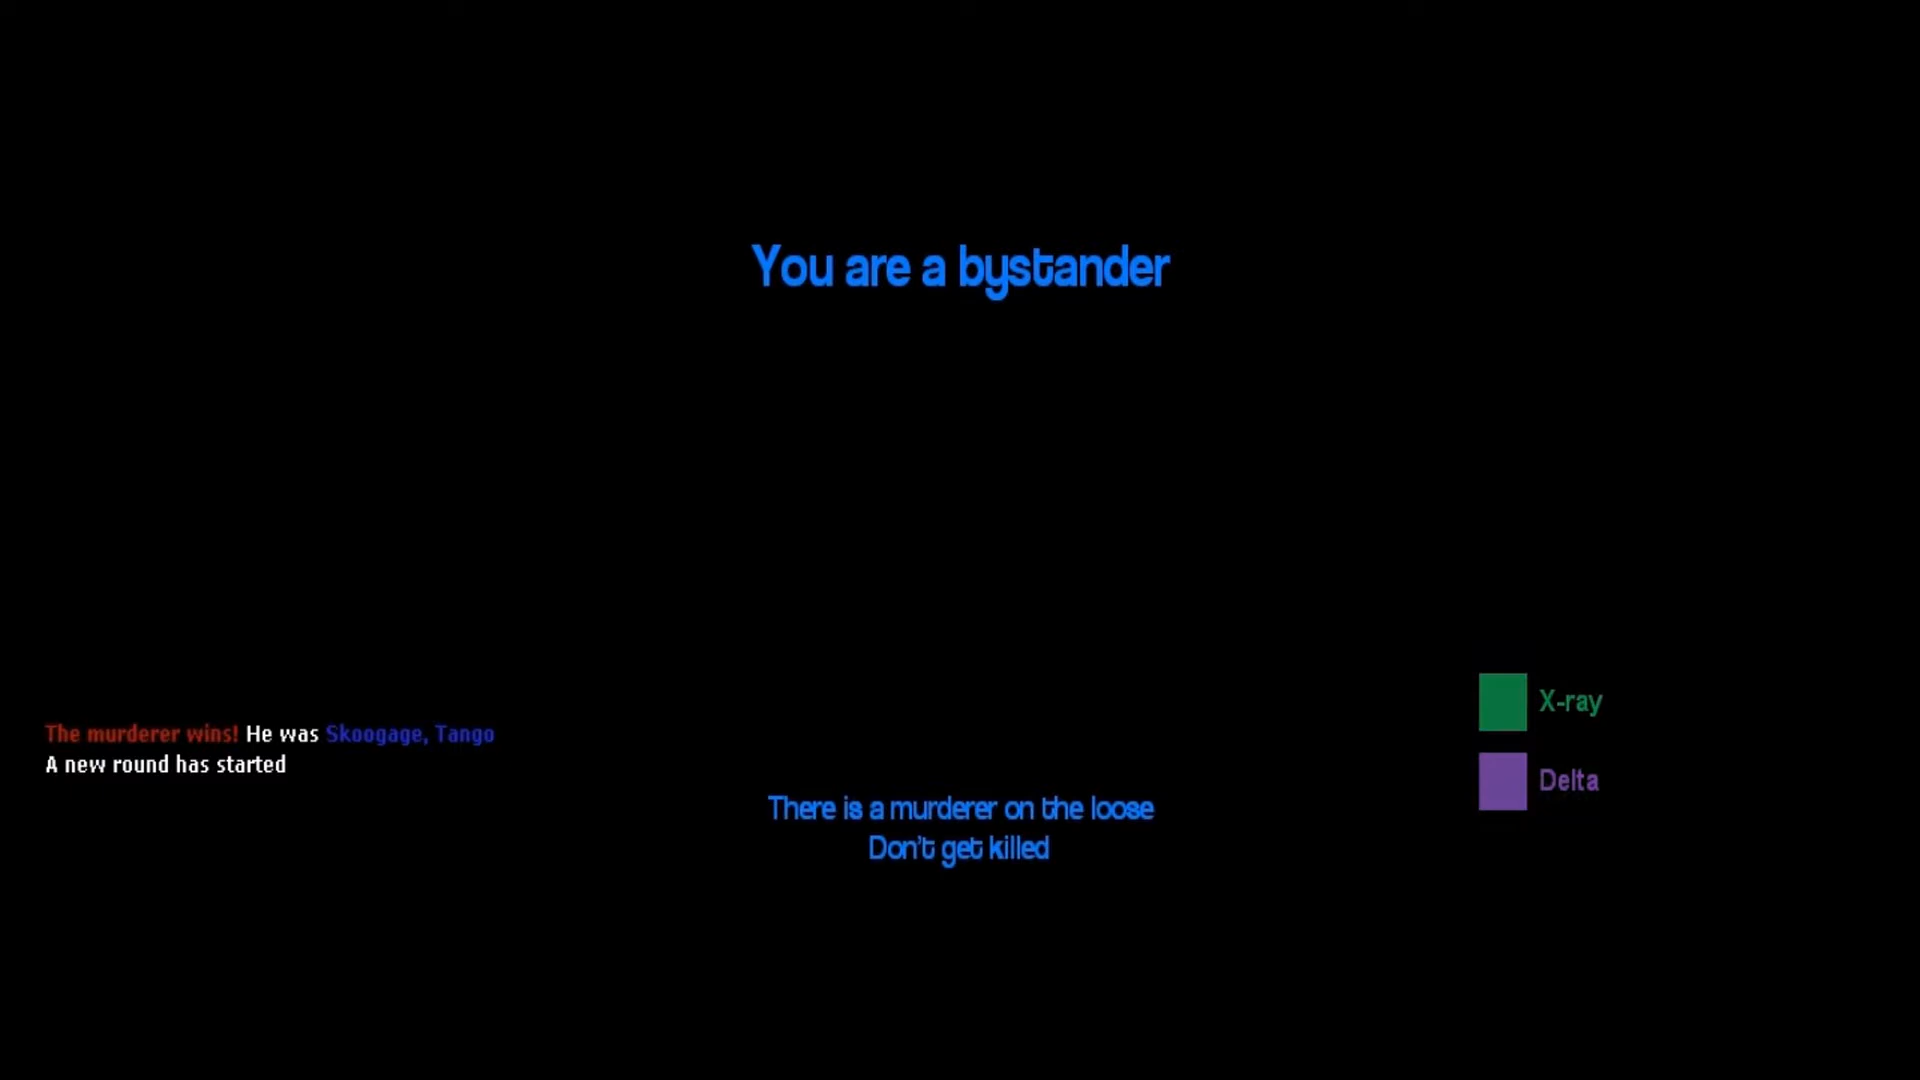 You are a bystander
X-ray
The murderer wins! He was Skoogage, Tango
A new round has started
Delta
There is a murderer on the loose
Don't get killed